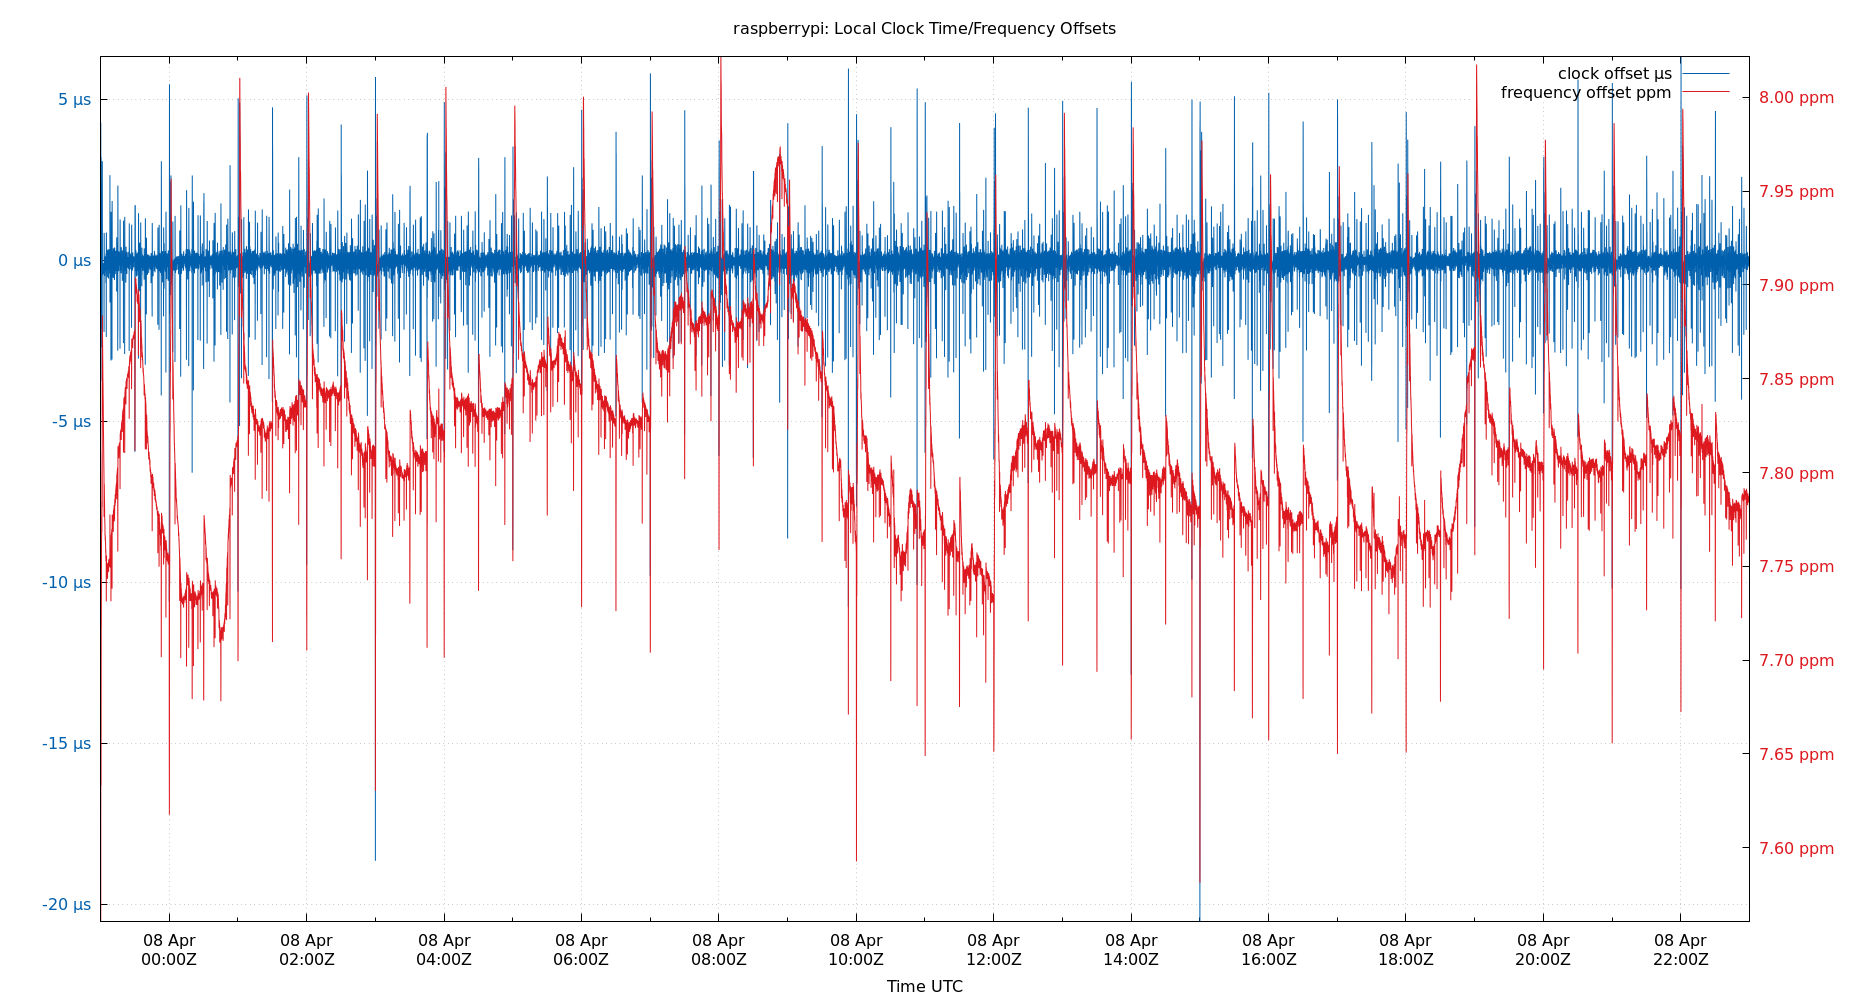 raspberrypi: Local Clock Time/Frequency Offsets
clock offset µs
frequency offset ppm
5 µs
0 µs
-5 µs
-10 µs
-15 µs
-20 µs
8.00 ppm
7.95 ppm
7.90 ppm
7.85 ppm
7.80 ppm
7.75 ppm
7.70 ppm
7.65 ppm
7.60 ppm
08 Apr 08 Apr 08 Apr 08 Apr 08 Apr 08 Apr 08 Apr 08 Apr 08 Apr 08 Apr 08 Apr 08 Apr
00:00Z 02:00Z 04:00Z 06:00Z 08:00Z 10:00Z 12:00Z 14:00Z 16:00Z 18:00Z 20:00Z 22:00Z
Time UTC